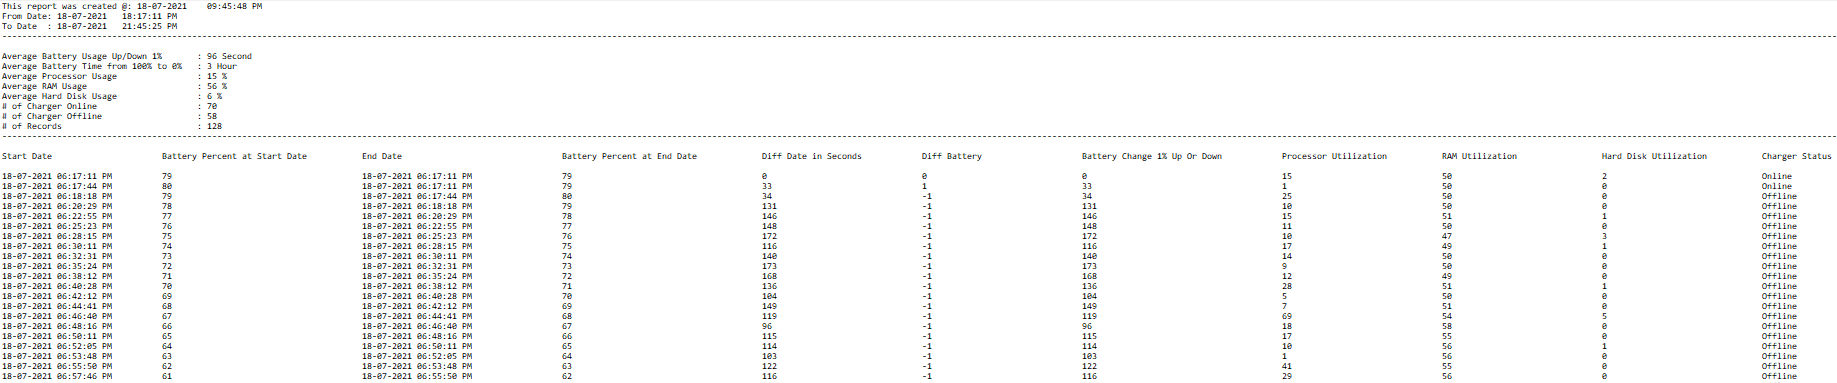 This report was created @: 18-07-2021    09:45:48 PM
From Date: 18-07-2021   18:17:11 PM
To Date  : 18-07-2021   21:45:25 PM
Average Battery Usage Up/Down 1%       : 96 Second
Average Battery Time from 100% to 0%   : 3 Hour
Average Processor Usage                : 15 %
Average RAM Usage                      : 56 %
Average Hard Disk Usage                : 6 %
# of Charger Online                    : 70
# of Charger Offline                   : 58
# of Records                           : 128
Start Date Battery Percent at Start Date End Date Battery Percent at End Date Diff Date in Seconds Diff Battery Battery Change 1% Up Or Down Processor Utilization RAM Utilization Hard Disk Utilization Charger Status
18-07-2021 06:17:11 PM 79 18-07-2021 06:17:11 PM 79 0 0 0 15 50 2 Online
18-07-2021 06:17:44 PM 80 18-07-2021 06:17:11 PM 79 33 1 33 1 50 0 Online
18-07-2021 06:18:18 PM 79 18-07-2021 06:17:44 PM 80 34 -1 34 25 50 0 Offline
18-07-2021 06:20:29 PM 78 18-07-2021 06:18:18 PM 79 131 -1 131 10 50 0 Offline
18-07-2021 06:22:55 PM 77 18-07-2021 06:20:29 PM 78 146 -1 146 15 51 1 Offline
18-07-2021 06:25:23 PM 76 18-07-2021 06:22:55 PM 77 148 -1 148 11 50 0 Offline
18-07-2021 06:28:15 PM 75 18-07-2021 06:25:23 PM 76 172 -1 172 10 47 3 Offline
18-07-2021 06:30:11 PM 74 18-07-2021 06:28:15 PM 75 116 -1 116 17 49 1 Offline
18-07-2021 06:32:31 PM 73 18-07-2021 06:30:11 PM 74 140 -1 140 14 50 0 Offline
18-07-2021 06:35:24 PM 72 18-07-2021 06:32:31 PM 73 173 -1 173 9 50 0 Offline
18-07-2021 06:38:12 PM 71 18-07-2021 06:35:24 PM 72 168 -1 168 12 49 0 Offline
18-07-2021 06:40:28 PM 70 18-07-2021 06:38:12 PM 71 136 -1 136 28 51 1 Offline
18-07-2021 06:42:12 PM 69 18-07-2021 06:40:28 PM 70 104 -1 104 5 50 0 Offline
18-07-2021 06:44:41 PM 68 18-07-2021 06:42:12 PM 69 149 -1 149 7 51 0 Offline
18-07-2021 06:46:40 PM 67 18-07-2021 06:44:41 PM 68 119 -1 119 69 54 5 Offline
18-07-2021 06:48:16 PM 66 18-07-2021 06:46:40 PM 67 96 -1 96 18 58 0 Offline
18-07-2021 06:50:11 PM 65 18-07-2021 06:48:16 PM 66 115 -1 115 17 55 0 Offline
18-07-2021 06:52:05 PM 64 18-07-2021 06:50:11 PM 65 114 -1 114 10 56 1 Offline
18-07-2021 06:53:48 PM 63 18-07-2021 06:52:05 PM 64 103 -1 103 1 56 0 Offline
18-07-2021 06:55:50 PM 62 18-07-2021 06:53:48 PM 63 122 -1 122 41 55 0 Offline
18-07-2021 06:57:46 PM 61 18-07-2021 06:55:50 PM 62 116 -1 116 29 56 0 Offline